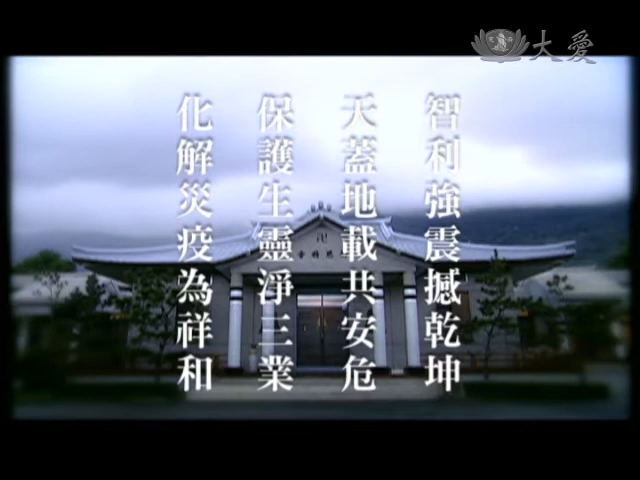 智利強震撼乾坤
天蓋地載共安危
保護生靈淨三業
化解災疫為祥和
大愛